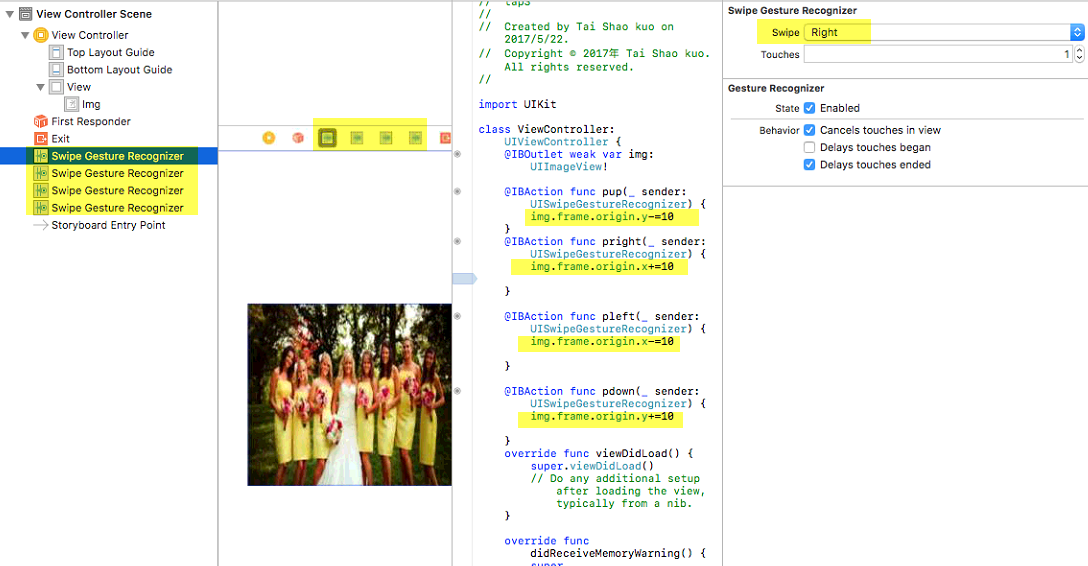 View Controller Scene
View Controller
Top Layout Guide
Bottom Layout Guide
View
Img
First Responder
Exit
Swipe Gesture Recognizer
Swipe Gesture Recognizer
Swipe Gesture Recognizer
Swipe Gesture Recognizer
Storyboard Entry Point
// taps
//
// Created by Tai Shao kuo on
2017/5/22.
// Copyright © 2017年 Tai Shao kuo.
All rights reserved.
//
import UIKit
class ViewController:
UIViewController {
@IBOutlet weak var img:
UIImageView!
@IBAction func pup(_ sender:
UISwipeGestureRecognizer) {
img.frame.origin.y-=10
}
@IBAction func pright(_ sender:
UISwipeGestureRecognizer) {
img.frame.origin.x+=10
}
@IBAction func pleft(_ sender:
UISwipeGestureRecognizer) {
img.frame.origin.x-=10
}
@IBAction func pdown(_ sender:
UISwipeGestureRecognizer) {
img.frame.origin.y+=10
}
override func viewDidLoad() {
super.viewDidLoad()
// Do any additional setup
after loading the view,
typically from a nib.
}
override func
didReceiveMemoryWarning() {
super.
Swipe Gesture Recognizer
Swipe Right
Touches 1
Gesture Recognizer
State Enabled
Behavior Cancels touches in view
Delays touches began
Delays touches ended